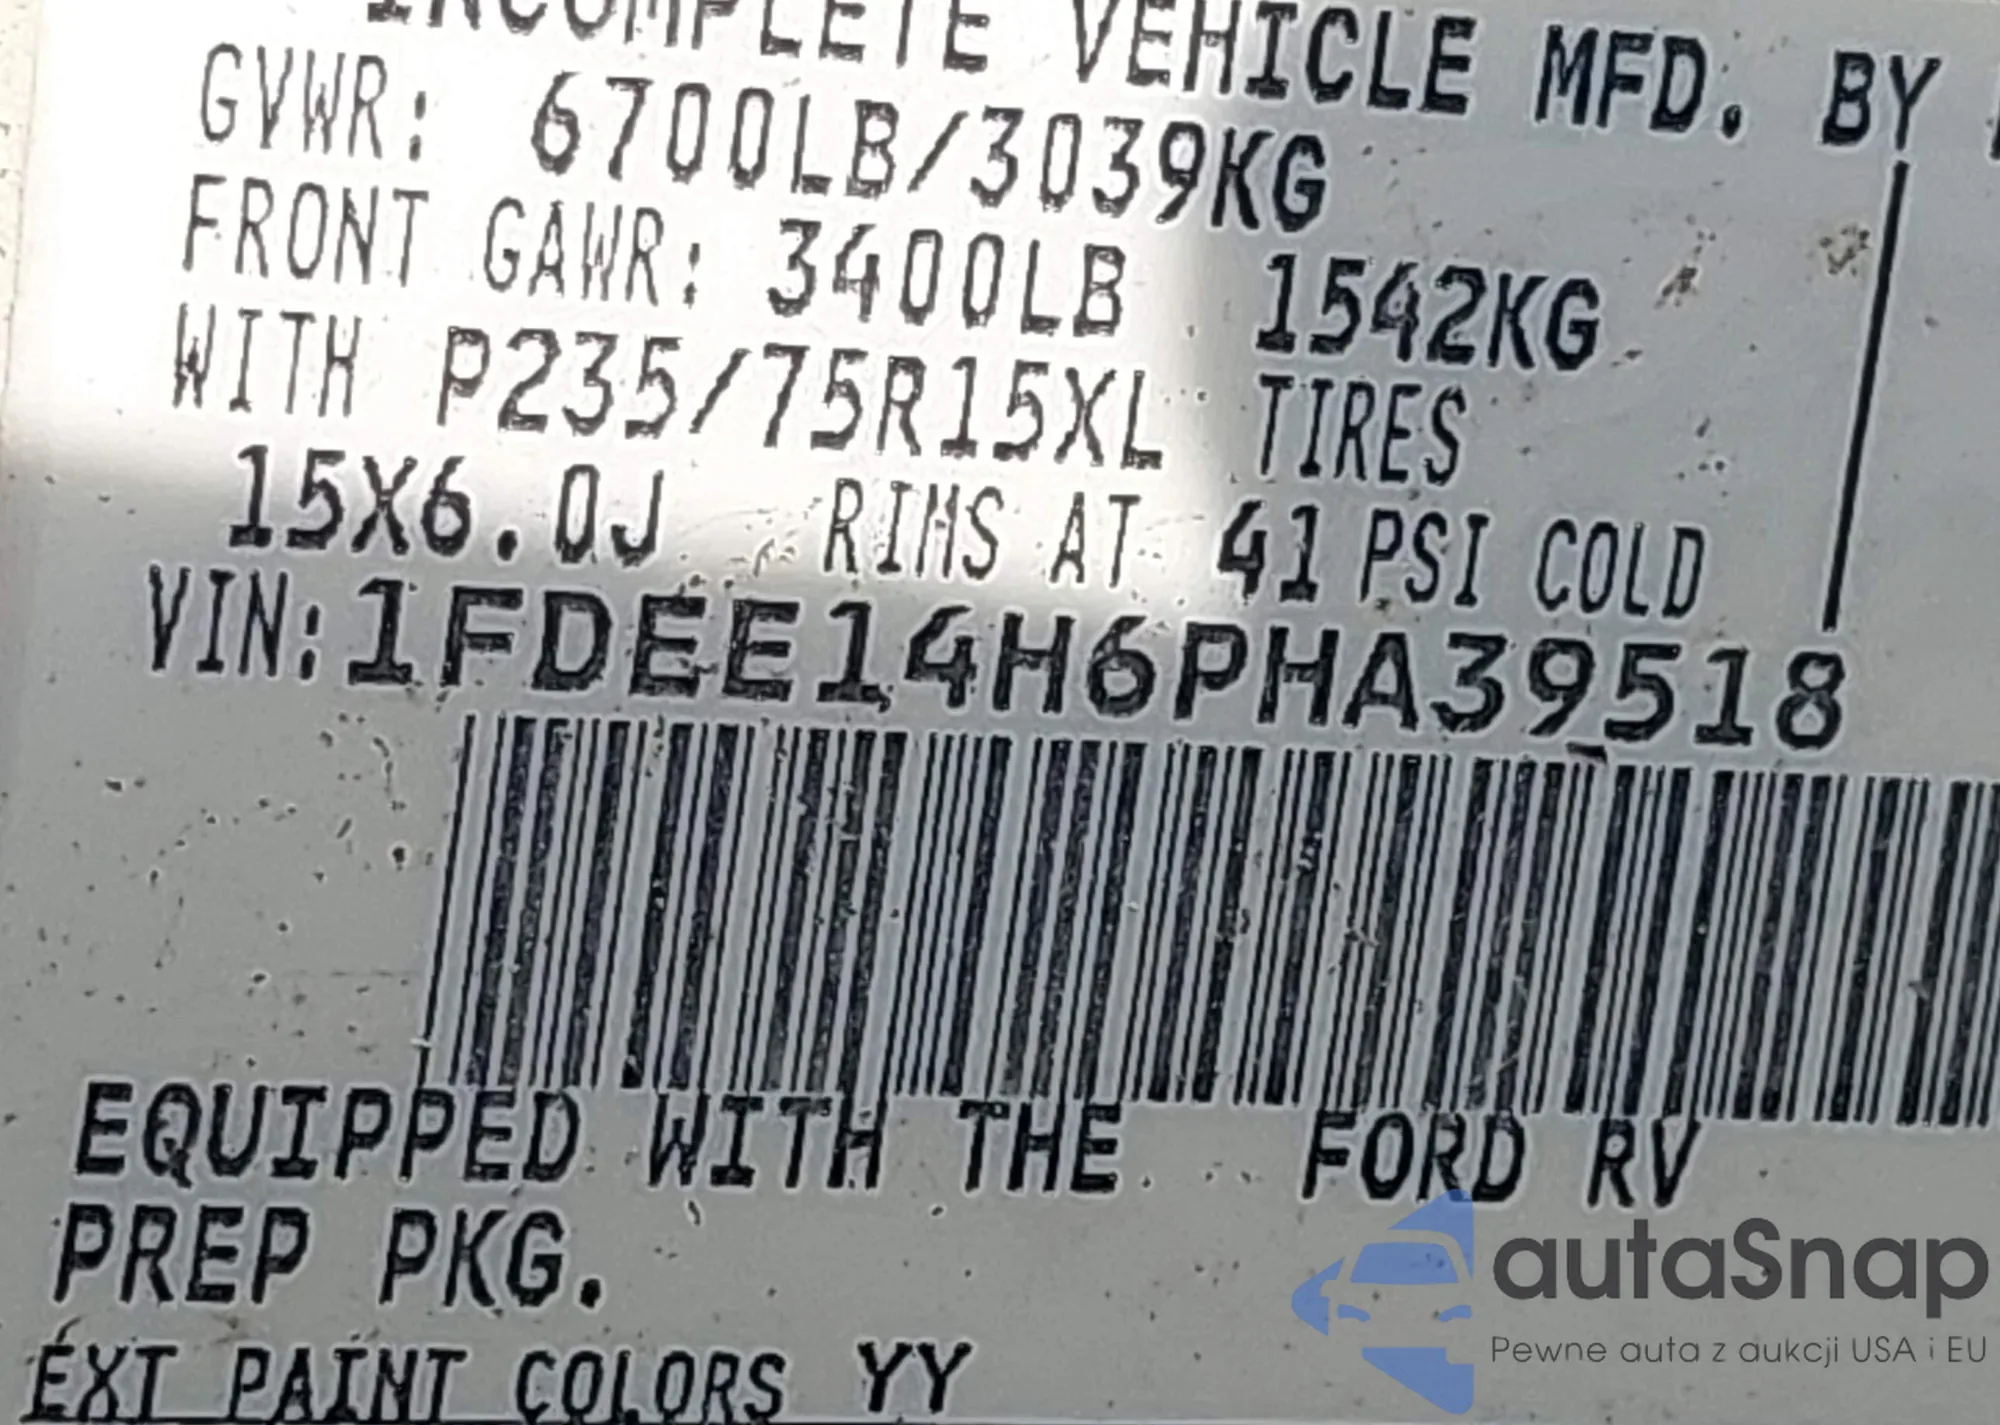 INCOMPLETE VEHICLE MFD. BY
GVWR: 6700LB/3039KG
FRONT GAWR: 3400LB 1542KG
WITH P235/75R15XL TIRES
15X6.0J RIMS AT 41 PSI COLD
VIN:1FDEE14H6PHA39518
EQUIPPED WITH THE FORD RV
PREP PKG.
EXT PAINT COLORS YY
autaSnap
Pewne auta z aukcji USA i EU